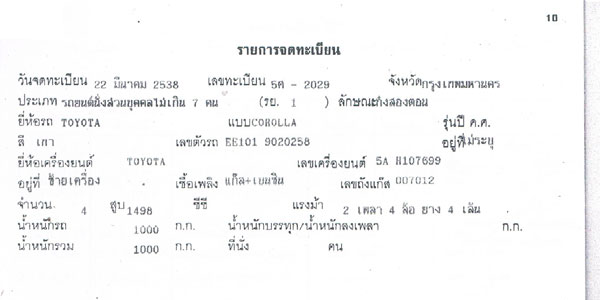 10
รายการจดทะเบียน
วันจดทะเบียน 22 มีนาคม 2538 เลขทะเบียน 5ศ - 2029 จังหวัดกรุงเทพมหานคร
ประเภท รถยนต์นั่งส่วนบุคคลไม่เกิน 7 คน (รย. 1 ) ลักษณะเก๋งสองตอน
ยี่ห้อรถ TOYOTA แบบCOROLLA รุ่นปี ค.ศ.
สี เทา เลขตัวรถ EE101 9020258 อยู่ที่ไม่ระบุ
ยี่ห้อเครื่องยนต์ TOYOTA เลขเครื่องยนต์ 5A H107699
อยู่ที่ ซ้ายเครื่อง เชื้อเพลิง แก๊ส+เบนซิน เลขถังแก๊ส 007012
จำนวน 4 สูบ 1498 ซีซี แรงม้า 2 เพลา 4 ล้อ ยาง 4 เส้น
น้ำหนักรถ 1000 ก.ก. น้ำหนักบรรทุก/น้ำหนักลงเพลา ก.ก.
น้ำหนักรวม 1000 ก.ก. ที่นั่ง คน